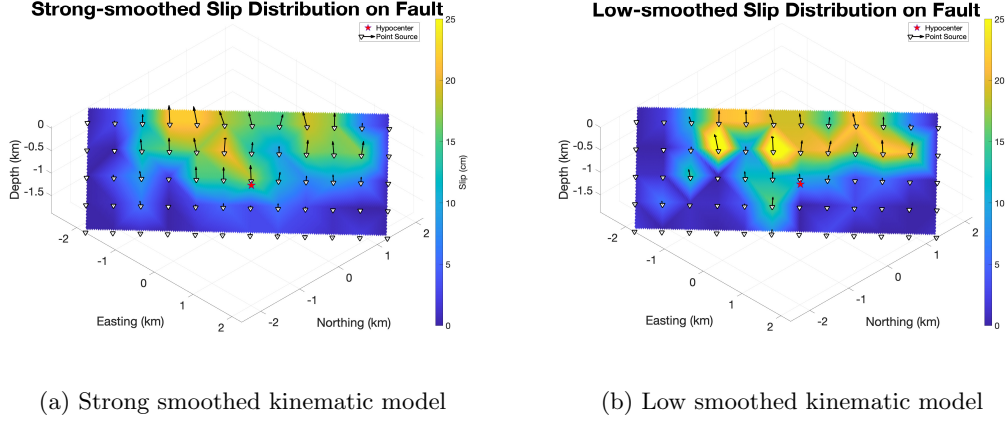 Strong-smoothed Slip Distribution on Fault
Hypocenter
Point Source
25
20
15
10
5
0
Slip (cm)
0
-0.5
-1
-1.5
Depth (km)
-2
-1
0
1
2
Easting (km)
-2
-1
0
1
2
Northing (km)
(a) Strong smoothed kinematic model
Low-smoothed Slip Distribution on Fault
Hypocenter
Point Source
25
20
15
10
5
0
0
-0.5
-1
-1.5
Depth (km)
-2
-1
0
1
2
Easting (km)
-2
-1
0
1
2
Northing (km)
(b) Low smoothed kinematic model